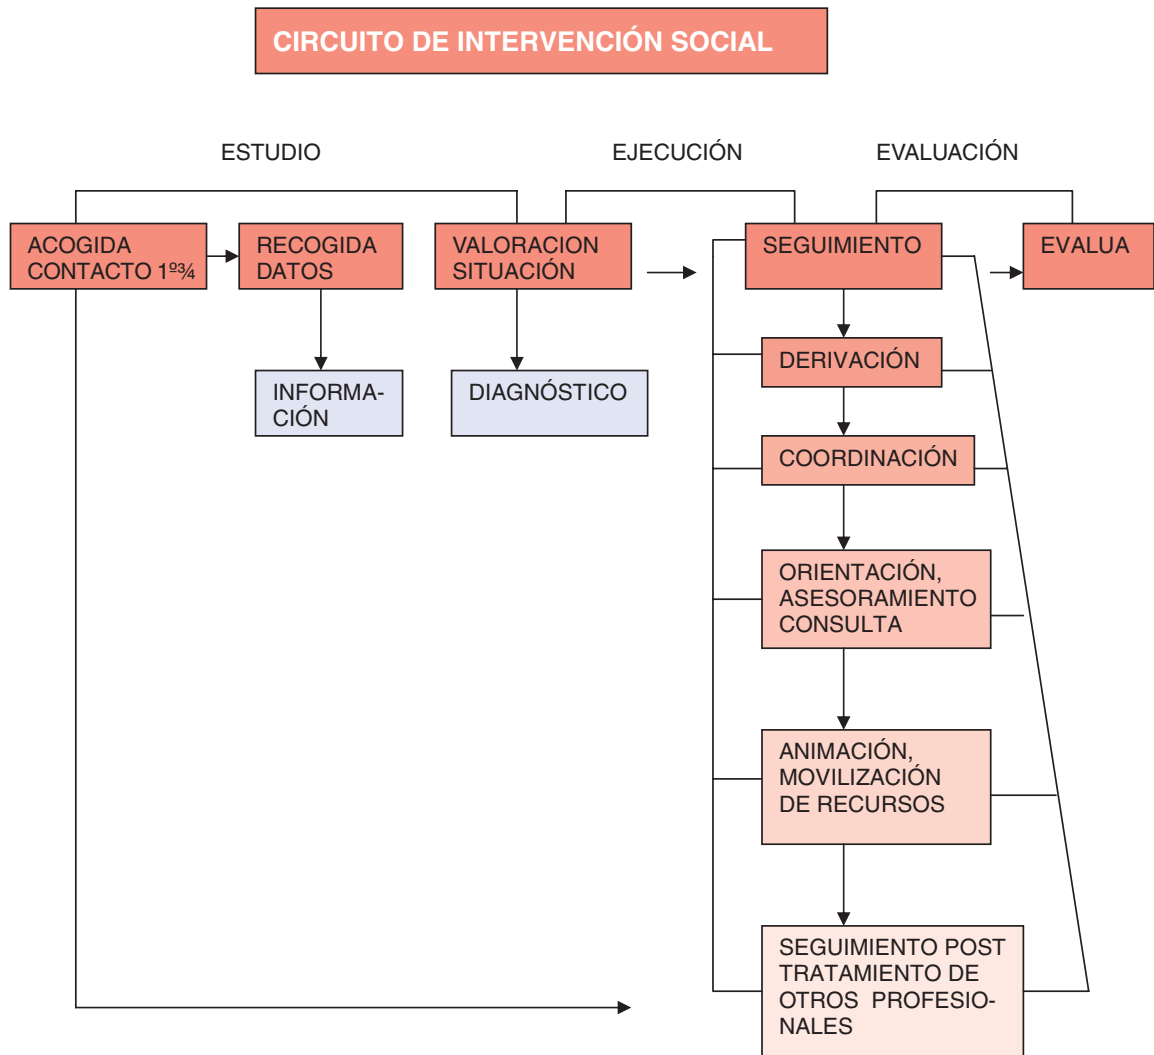 CIRCUITO DE INTERVENCIÓN SOCIAL
ESTUDIO
EJECUCIÓN
EVALUACIÓN
ACOGIDA
CONTACTO 1º¾
RECOGIDA
DATOS
VALORACION
SITUACIÓN
SEGUIMIENTO
EVALUA
INFORMA-
CIÓN
DIAGNÓSTICO
DERIVACIÓN
COORDINACIÓN
ORIENTACIÓN,
ASESORAMIENTO
CONSULTA
ANIMACIÓN,
MOVILIZACIÓN
DE RECURSOS
SEGUIMIENTO POST
TRATAMIENTO DE
OTROS PROFESIO-
NALES